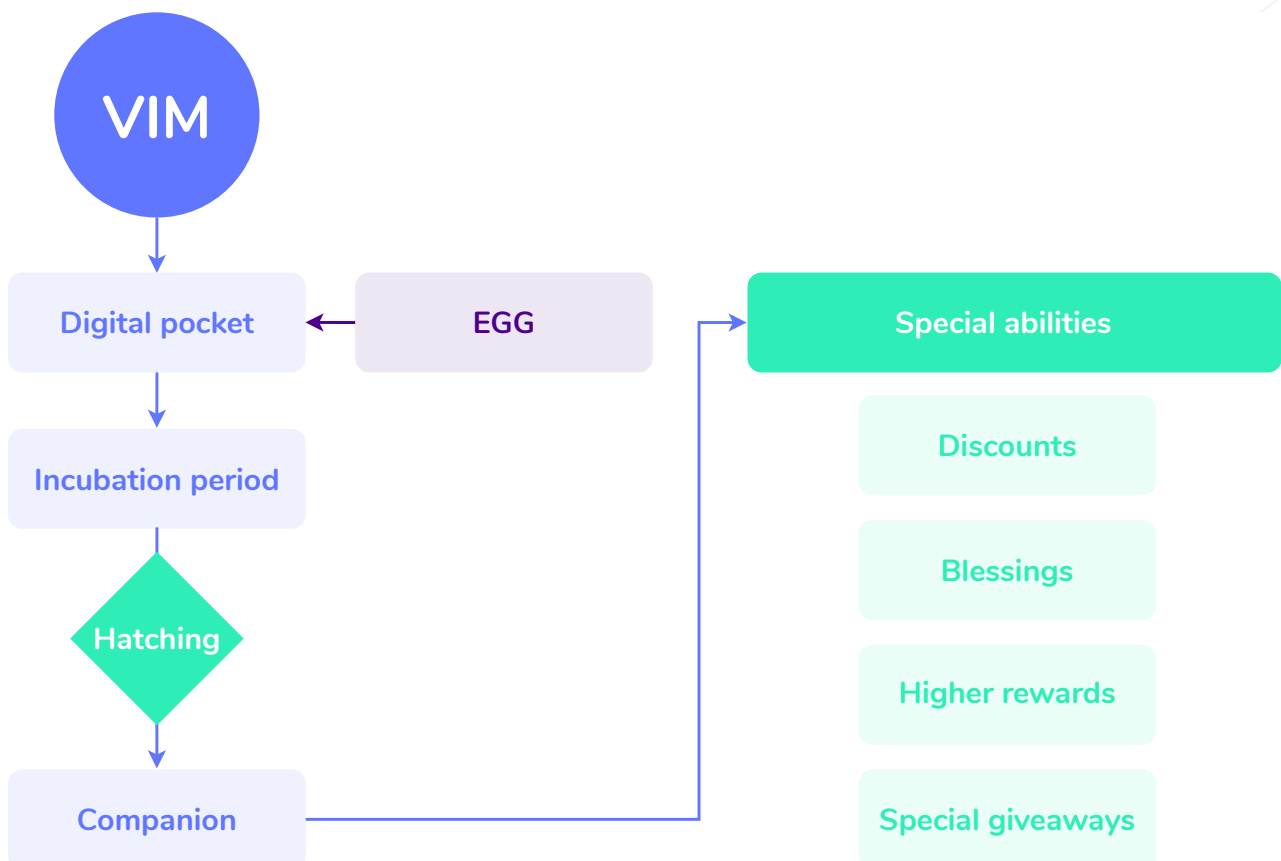 VIM
Digital pocket
EGG
Special abilities
Discounts
Incubation period
Blessings
Hatching
Higher rewards
Companion
Special giveaways